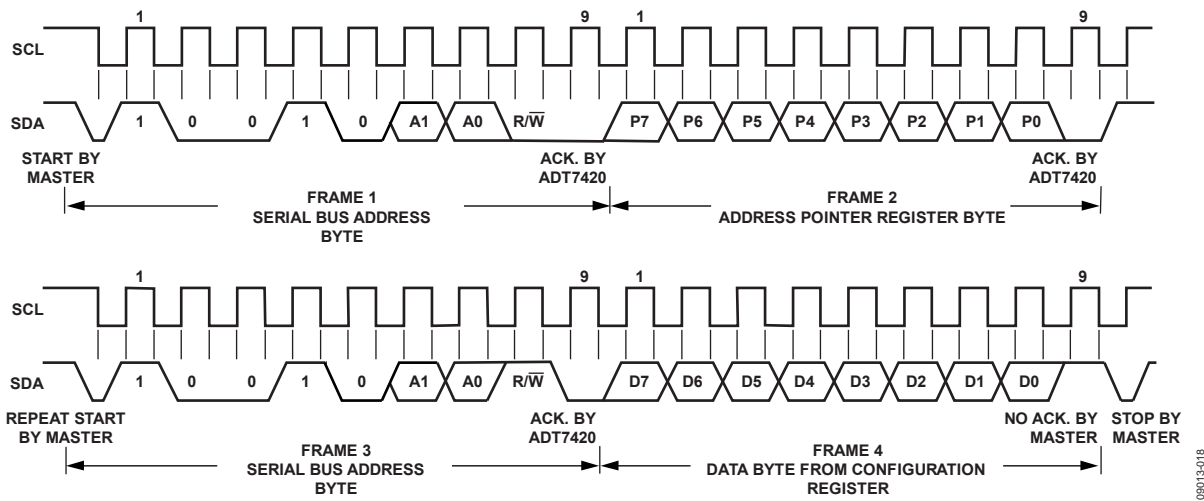 1 9 1 9
SCL
SDA 1 0 0 1 0 A1 A0 R/W̅ P7 P6 P5 P4 P3 P2 P1 P0
START BY
MASTER
ACK. BY
ADT7420
ACK. BY
ADT7420
FRAME 1
SERIAL BUS ADDRESS
BYTE
FRAME 2
ADDRESS POINTER REGISTER BYTE
1 9 1 9
SCL
SDA 1 0 0 1 0 A1 A0 R/W̅ D7 D6 D5 D4 D3 D2 D1 D0
REPEAT START
BY MASTER
ACK. BY
ADT7420
NO ACK. BY
MASTER
STOP BY
MASTER
FRAME 3
SERIAL BUS ADDRESS
BYTE
FRAME 4
DATA BYTE FROM CONFIGURATION
REGISTER
09013-018